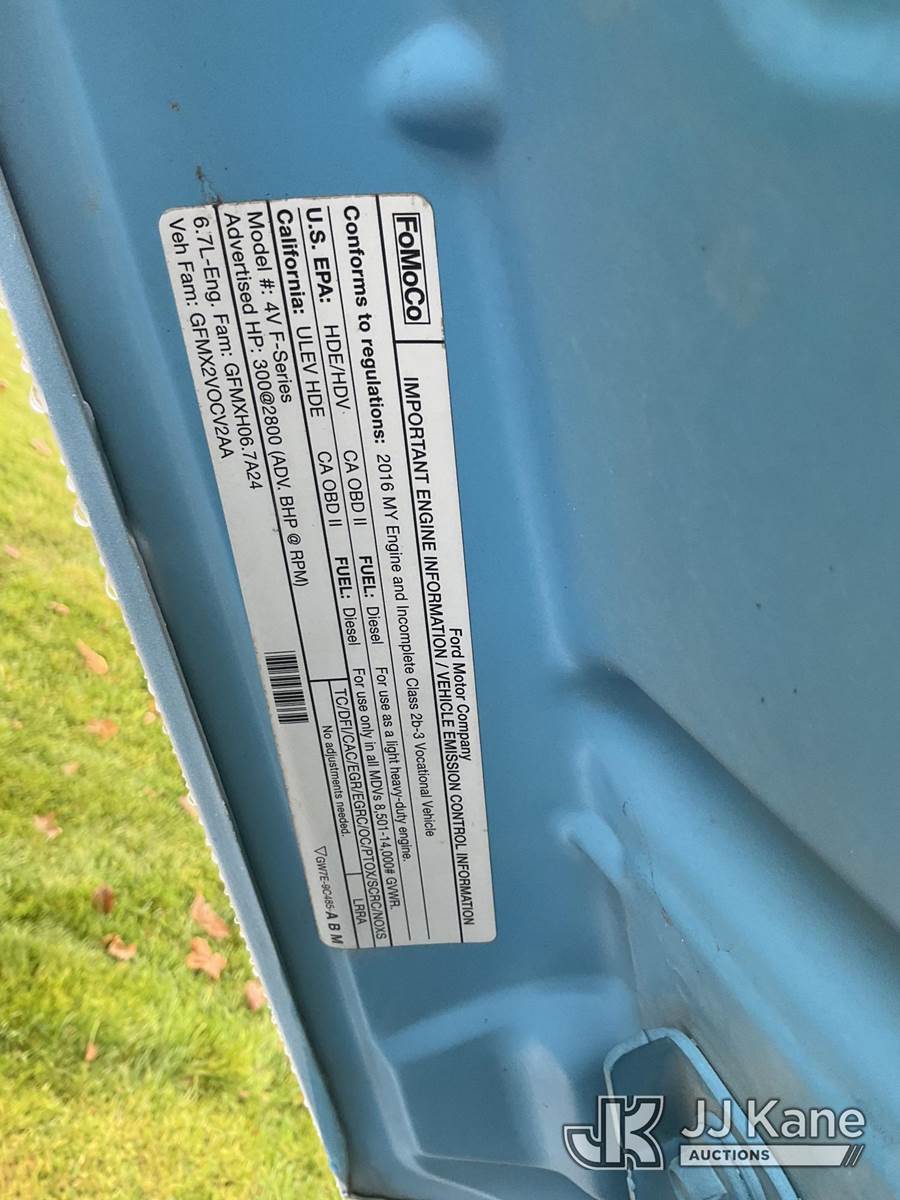 FoMoCo
Ford Motor Company
IMPORTANT ENGINE INFORMATION / VEHICLE EMISSION CONTROL INFORMATION
Conforms to regulations: 2016 MY Engine and Incomplete Class 2b-3 Vocational Vehicle
U.S. EPA: HDE/HDV CA OBD II FUEL: Diesel For use as a light heavy-duty engine.
California: ULEV HDE CA OBD II FUEL: Diesel For use only in all MDVs 8,501-14,000# GVWR.
Model #: 4V F-Series TC/DFI/CAC/EGR/EGRC/OC/PTOX/SCRC/NOXS
Advertised HP: 300@2800 (ADV. BHP @ RPM) No adjustments needed. LRRA
6.7L-Eng. Fam: GFMXH06.7A24
Veh Fam: GFMX2VOCV2AA
GW7E-9C485-A B M
JK JJ Kane
AUCTIONS